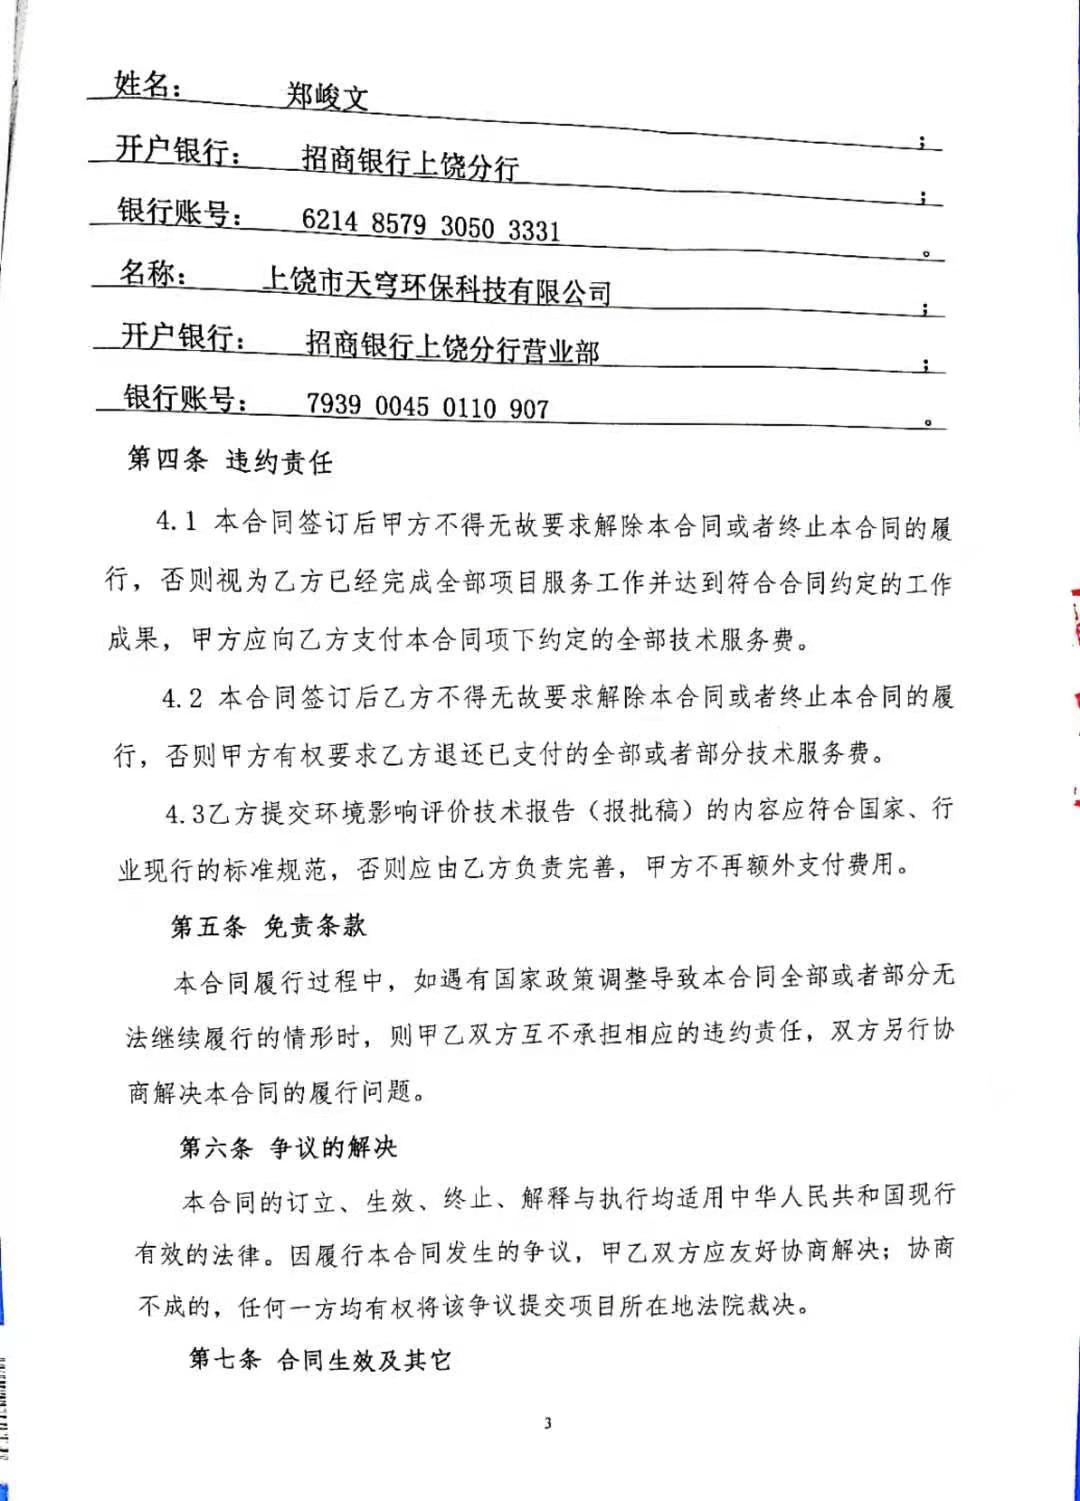 姓名： 郑峻文 ；
开户银行： 招商银行上饶分行 ；
银行账号： 6214 8579 3050 3331 。
名称： 上饶市天穹环保科技有限公司 ；
开户银行： 招商银行上饶分行营业部 ；
银行账号： 7939 0045 0110 907 。
第四条 违约责任
4.1 本合同签订后甲方不得无故要求解除本合同或者终止本合同的履
行，否则视为乙方已经完成全部项目服务工作并达到符合合同约定的工作
成果，甲方应向乙方支付本合同项下约定的全部技术服务费。
4.2 本合同签订后乙方不得无故要求解除本合同或者终止本合同的履
行，否则甲方有权要求乙方退还已支付的全部或者部分技术服务费。
4.3乙方提交环境影响评价技术报告（报批稿）的内容应符合国家、行
业现行的标准规范，否则应由乙方负责完善，甲方不再额外支付费用。
第五条 免责条款
本合同履行过程中，如遇有国家政策调整导致本合同全部或者部分无
法继续履行的情形时，则甲乙双方互不承担相应的违约责任，双方另行协
商解决本合同的履行问题。
第六条 争议的解决
本合同的订立、生效、终止、解释与执行均适用中华人民共和国现行
有效的法律。因履行本合同发生的争议，甲乙双方应友好协商解决；协商
不成的，任何一方均有权将该争议提交项目所在地法院裁决。
第七条 合同生效及其它
3